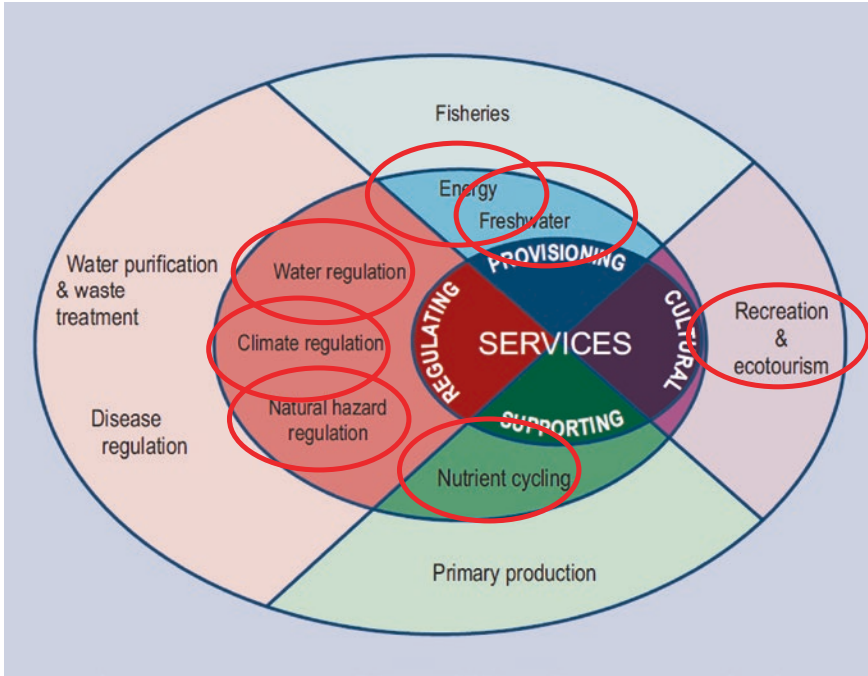 Fisheries
Energy
Freshwater
PROVISIONING
Water purification
& waste
treatment
Water regulation
Climate regulation
Natural hazard
regulation
Disease
regulation
REGULATING
SERVICES
CULTURAL
Recreation
&
ecotourism
SUPPORTING
Nutrient cycling
Primary production